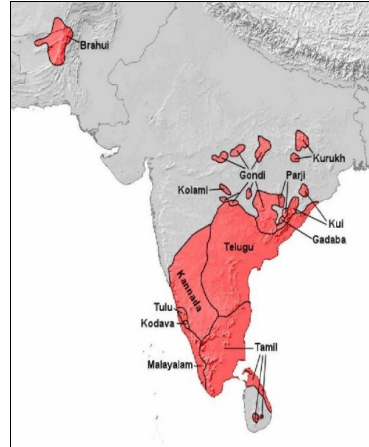 Brahui
Kurukh
Gondi
Parji
Kolami
Kui
Gadaba
Telugu
Kannada
Tulu
Kodava
Tamil
Malayalam